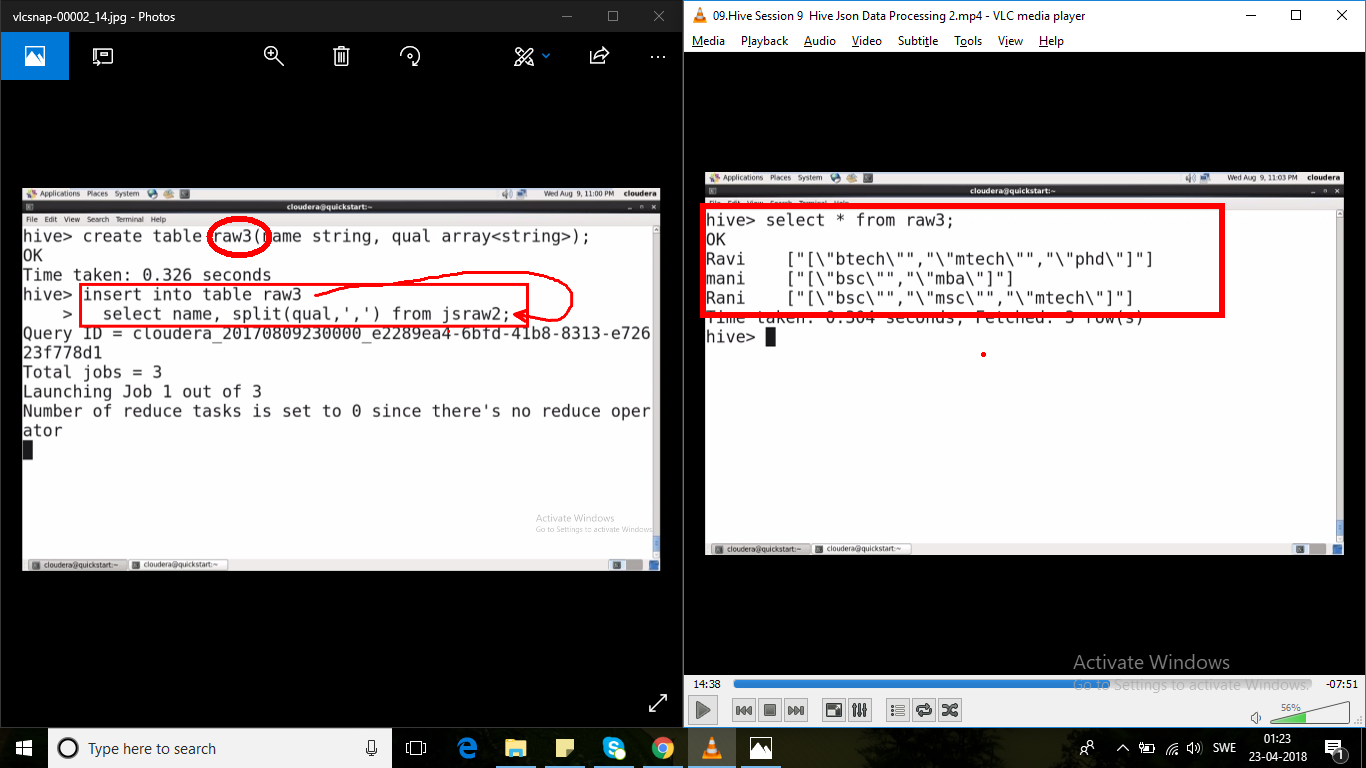 vlcsnap-00002_14.jpg - Photos
Applications Places System Wed Aug 9, 11:00 PM cloudera
cloudera@quickstart:~
File Edit View Search Terminal Help
hive> create table raw3(name string, qual array<string>);
OK
Time taken: 0.326 seconds
hive> insert into table raw3
> select name, split(qual,',') from jsraw2;
Query ID = cloudera_20170809230000_e2289ea4-6bfd-41b8-8313-e726
23f778d1
Total jobs = 3
Launching Job 1 out of 3
Number of reduce tasks is set to 0 since there's no reduce oper
ator
Activate Windows
Go to Settings to activate Windows.
cloudera@quickstart:~ cloudera@quickstart:~
09.Hive Session 9 Hive Json Data Processing 2.mp4 - VLC media player
Media Playback Audio Video Subtitle Tools View Help
Applications Places System Wed Aug 9, 11:03 PM cloudera
cloudera@quickstart:~
hive> select * from raw3;
OK
Ravi ["[\"btech\"","\"mtech\"","\"phd\"]"]
mani ["[\"bsc\"","\"mba\"]"]
Rani ["[\"bsc\"","\"msc\"","\"mtech\"]"]
Time taken: 0.304 seconds, Fetched: 3 row(s)
hive>
cloudera@quickstart:~ cloudera@quickstart:~
Activate Windows
Go to Settings to activate Windows.
14:38 -07:51
56%
Type here to search
SWE
01:23
23-04-2018
1